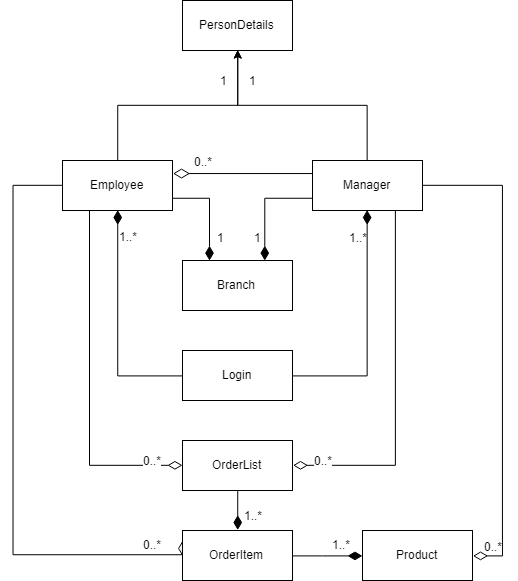 PersonDetails
1 1
0..*
Employee
Manager
1..*
1
1
1..*
Branch
Login
0..*
OrderList
0..*
1..*
0..*
OrderItem
1..*
Product
0..*